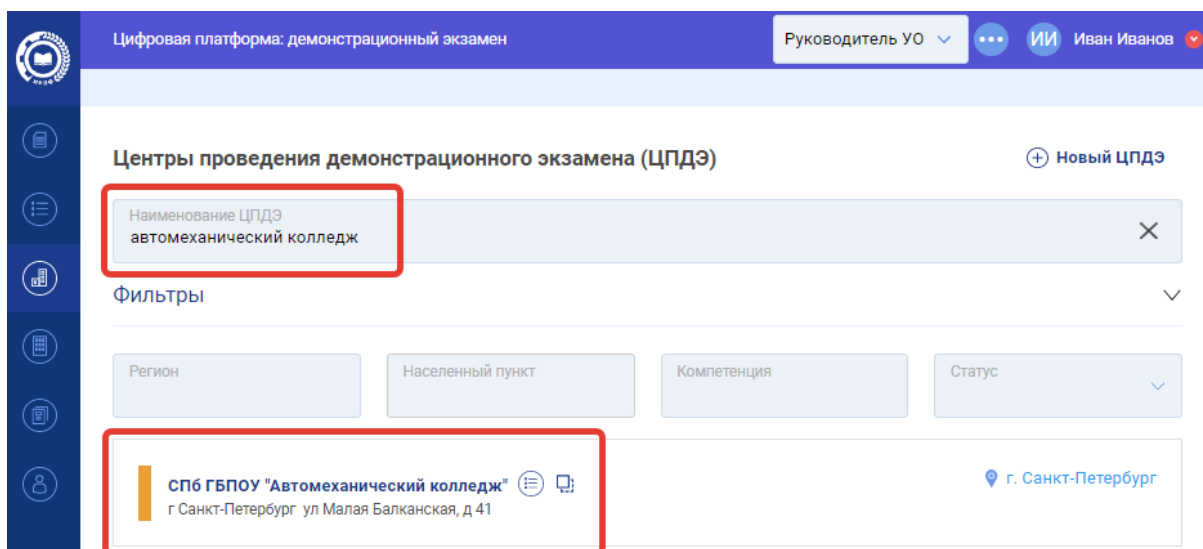 Цифровая платформа: демонстрационный экзамен
Руководитель УО
ИИ
Иван Иванов
Центры проведения демонстрационного экзамена (ЦПДЭ)
Новый ЦПДЭ
Наименование ЦПДЭ
автомеханический колледж
Фильтры
Регион
Населенный пункт
Компетенция
Статус
СПб ГБПОУ "Автомеханический колледж"
г. Санкт-Петербург
г Санкт-Петербург ул Малая Балканская, д 41